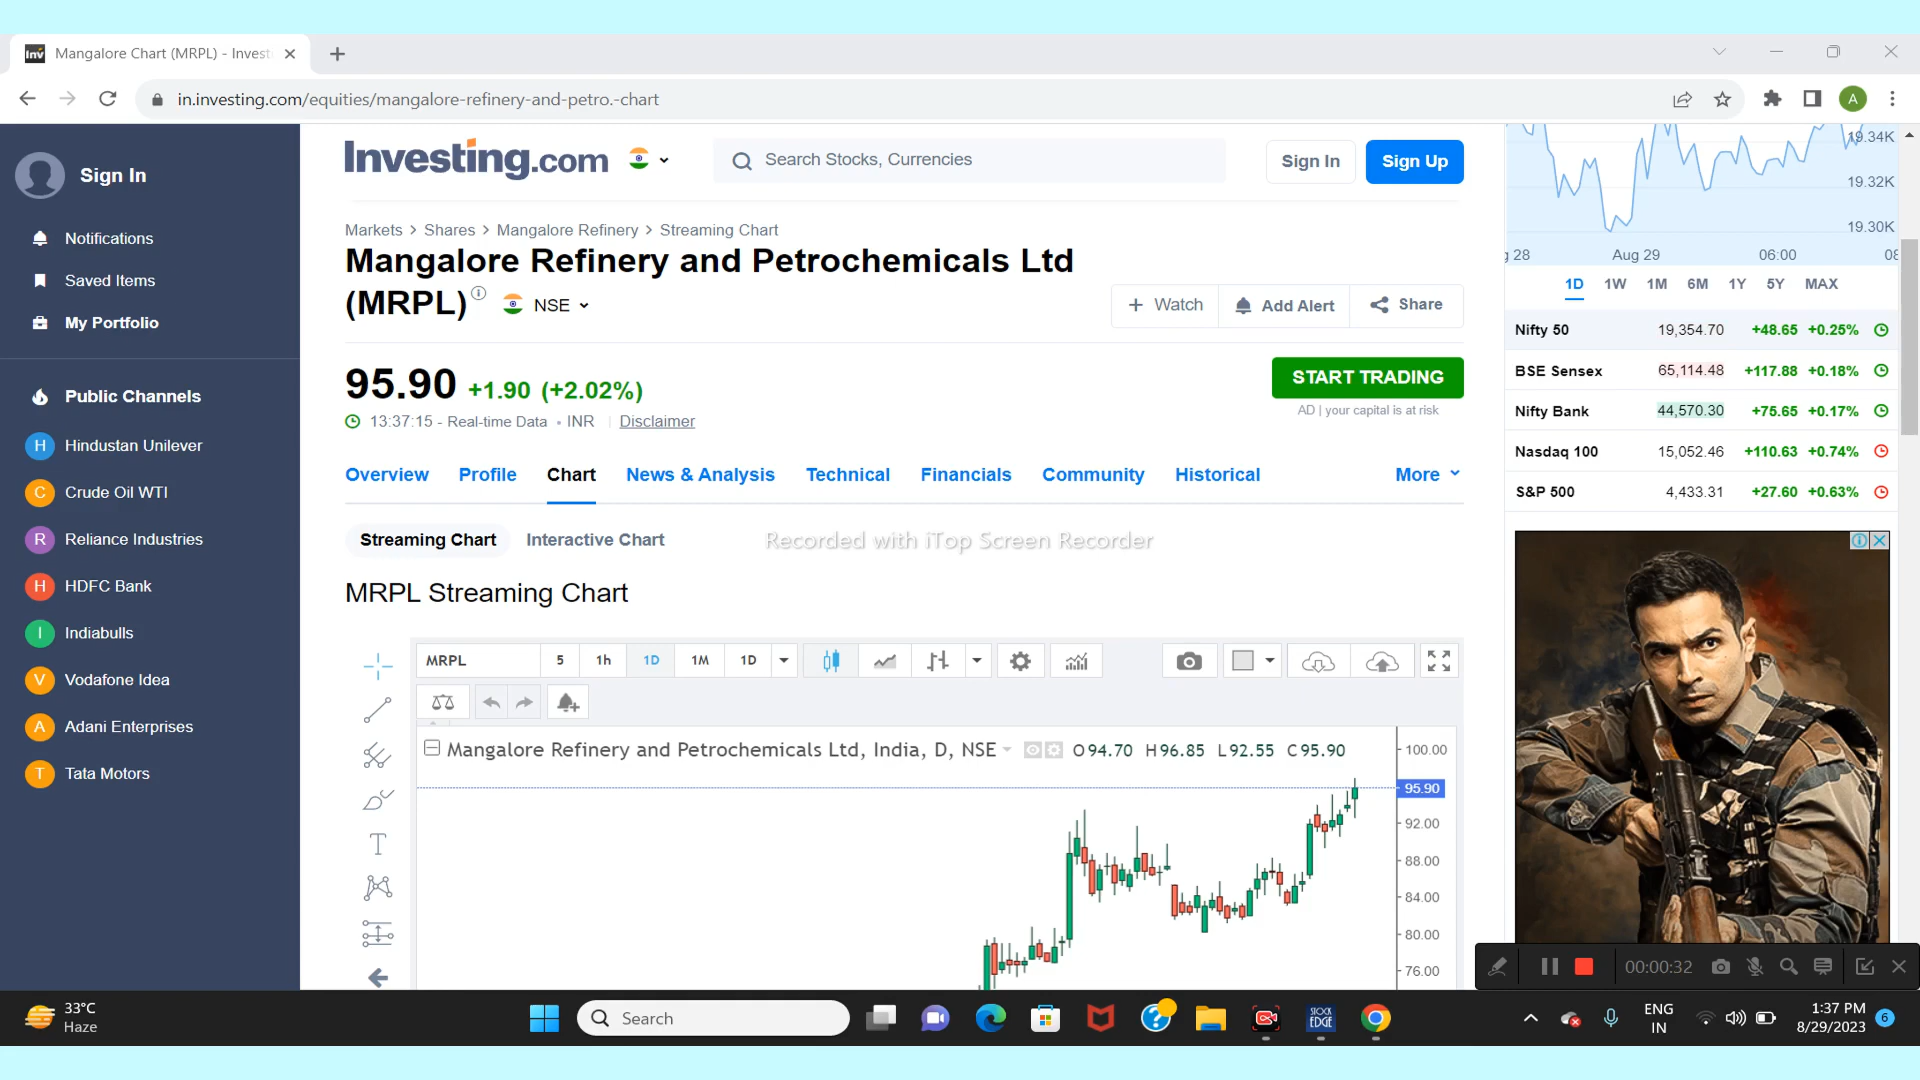 Inv Mangalore Chart (MRPL) - Invest
in.investing.com/equities/mangalore-refinery-and-petro.-chart
A
Sign In
Notifications
Saved Items
My Portfolio
Public Channels
H Hindustan Unilever
C Crude Oil WTI
R Reliance Industries
H HDFC Bank
I Indiabulls
V Vodafone Idea
A Adani Enterprises
T Tata Motors
Investing.com
Search Stocks, Currencies
Sign In
Sign Up
Markets > Shares > Mangalore Refinery > Streaming Chart
Mangalore Refinery and Petrochemicals Ltd
(MRPL) NSE
+ Watch
Add Alert
Share
95.90 +1.90 (+2.02%)
13:37:15 - Real-time Data • INR | Disclaimer
START TRADING
AD | your capital is at risk
Overview Profile Chart News & Analysis Technical Financials Community Historical More
Streaming Chart Interactive Chart
Recorded with iTop Screen Recorder
MRPL Streaming Chart
MRPL 5 1h 1D 1M 1D
Mangalore Refinery and Petrochemicals Ltd, India, D, NSE O94.70 H96.85 L92.55 C95.90
100.00
95.90
92.00
88.00
84.00
80.00
76.00
19.34K
19.32K
19.30K
28 Aug 29 06:00 08
1D 1W 1M 6M 1Y 5Y MAX
Nifty 50 19,354.70 +48.65 +0.25%
BSE Sensex 65,114.48 +117.88 +0.18%
Nifty Bank 44,570.30 +75.65 +0.17%
Nasdaq 100 15,052.46 +110.63 +0.74%
S&P 500 4,433.31 +27.60 +0.63%
00:00:32
33°C
Haze
Search
STOCK
EDGE
ENG
IN
1:37 PM
8/29/2023
6